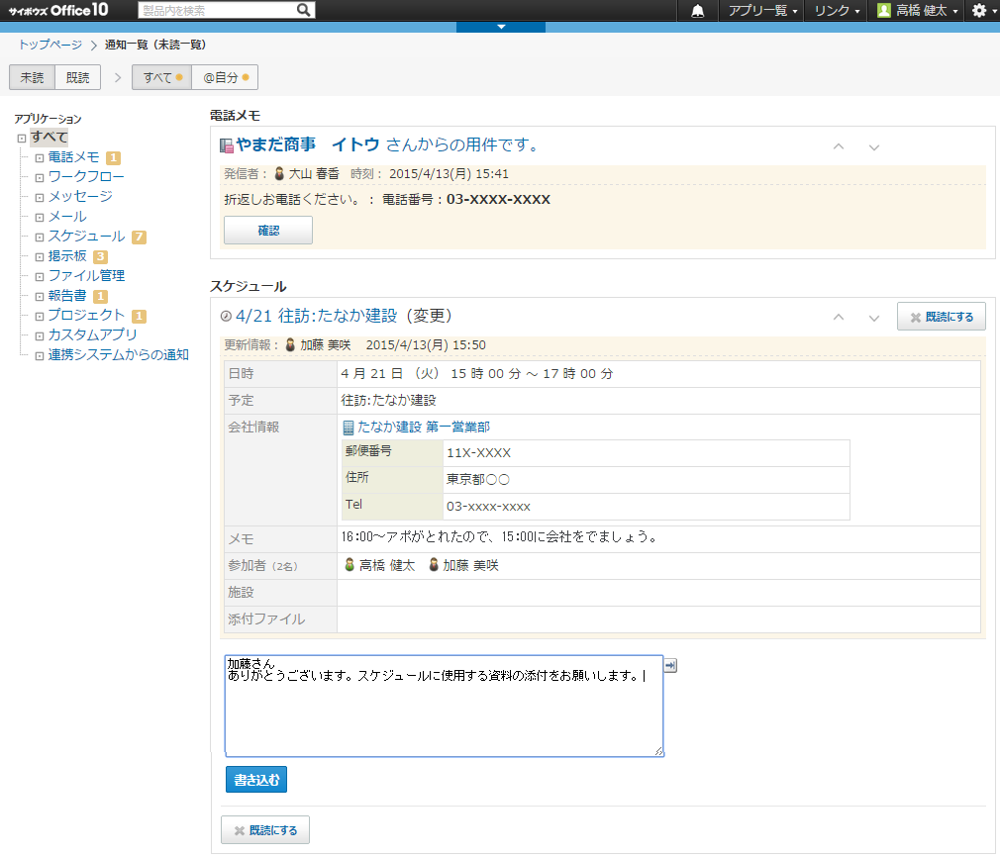 サイボウズ Office 10
製品内を検索
アプリ一覧
リンク
高橋 健太
トップページ > 通知一覧（未読一覧）
未読 既読 > すべて @自分
アプリケーション
すべて
電話メモ 1
ワークフロー
メッセージ
メール
スケジュール 7
掲示板 3
ファイル管理
報告書 1
プロジェクト 1
カスタムアプリ
連携システムからの通知
電話メモ
やまだ商事　イトウ さんからの用件です。
発信者： 大山 春香 時刻： 2015/4/13(月) 15:41
折返しお電話ください。： 電話番号：03-XXXX-XXXX
確認
スケジュール
4/21 往訪:たなか建設（変更）
既読にする
更新情報： 加藤 美咲 2015/4/13(月) 15:50
日時 4 月 21 日 （火） 15 時 00 分 ～ 17 時 00 分
予定 往訪:たなか建設
会社情報 たなか建設 第一営業部
郵便番号 11X-XXXX
住所 東京都○○
Tel 03-xxxx-xxxx
メモ 16:00～アポがとれたので、15:00に会社をでましょう。
参加者（2名） 高橋 健太 加藤 美咲
施設
添付ファイル
加藤さん
ありがとうございます。スケジュールに使用する資料の添付をお願いします。
書き込む
既読にする